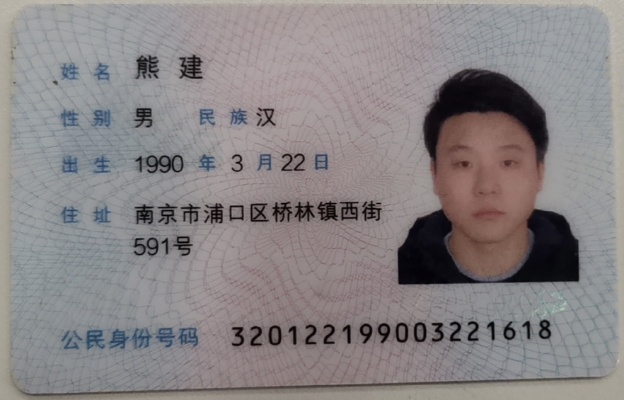 姓名 熊建
性别 男 民族 汉
出生 1990 年 3 月 22 日
住址 南京市浦口区桥林镇西街
591号
公民身份号码 320122199003221618